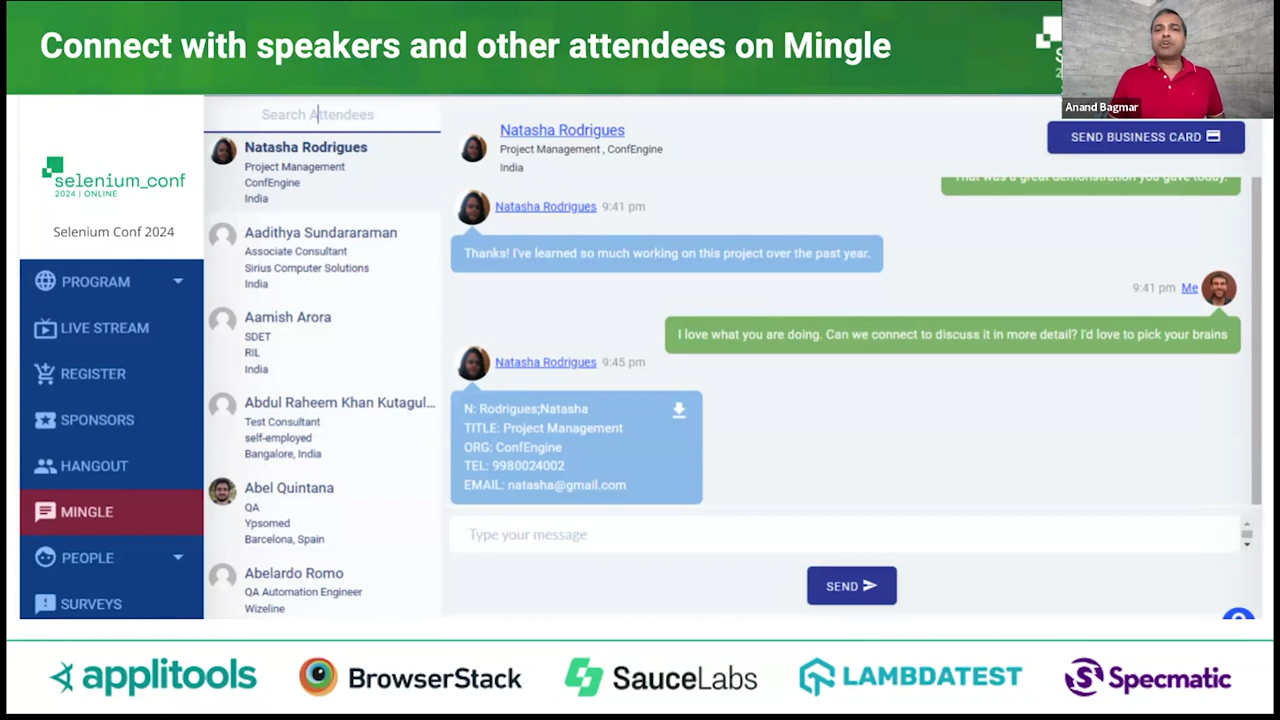 Connect with speakers and other attendees on Mingle
Anand Bagmar
selenium_conf
2024 | ONLINE
Selenium Conf 2024
PROGRAM
LIVE STREAM
REGISTER
SPONSORS
HANGOUT
MINGLE
PEOPLE
SURVEYS
Search Attendees
Natasha Rodrigues
Project Management
ConfEngine
India
Aadithya Sundararaman
Associate Consultant
Sirius Computer Solutions
India
Aamish Arora
SDET
RIL
India
Abdul Raheem Khan Kutagul...
Test Consultant
self-employed
Bangalore, India
Abel Quintana
QA
Ypsomed
Barcelona, Spain
Abelardo Romo
QA Automation Engineer
Wizeline
Natasha Rodrigues
Project Management , ConfEngine
India
SEND BUSINESS CARD
That was a great demonstration you gave today.
Natasha Rodrigues 9:41 pm
Thanks! I've learned so much working on this project over the past year.
9:41 pm Me
I love what you are doing. Can we connect to discuss it in more detail? I'd love to pick your brains
Natasha Rodrigues 9:45 pm
N: Rodrigues;Natasha
TITLE: Project Management
ORG: ConfEngine
TEL: 9980024002
EMAIL: natasha@gmail.com
Type your message
SEND
applitools
BrowserStack
SauceLabs
LAMBDATEST
Specmatic